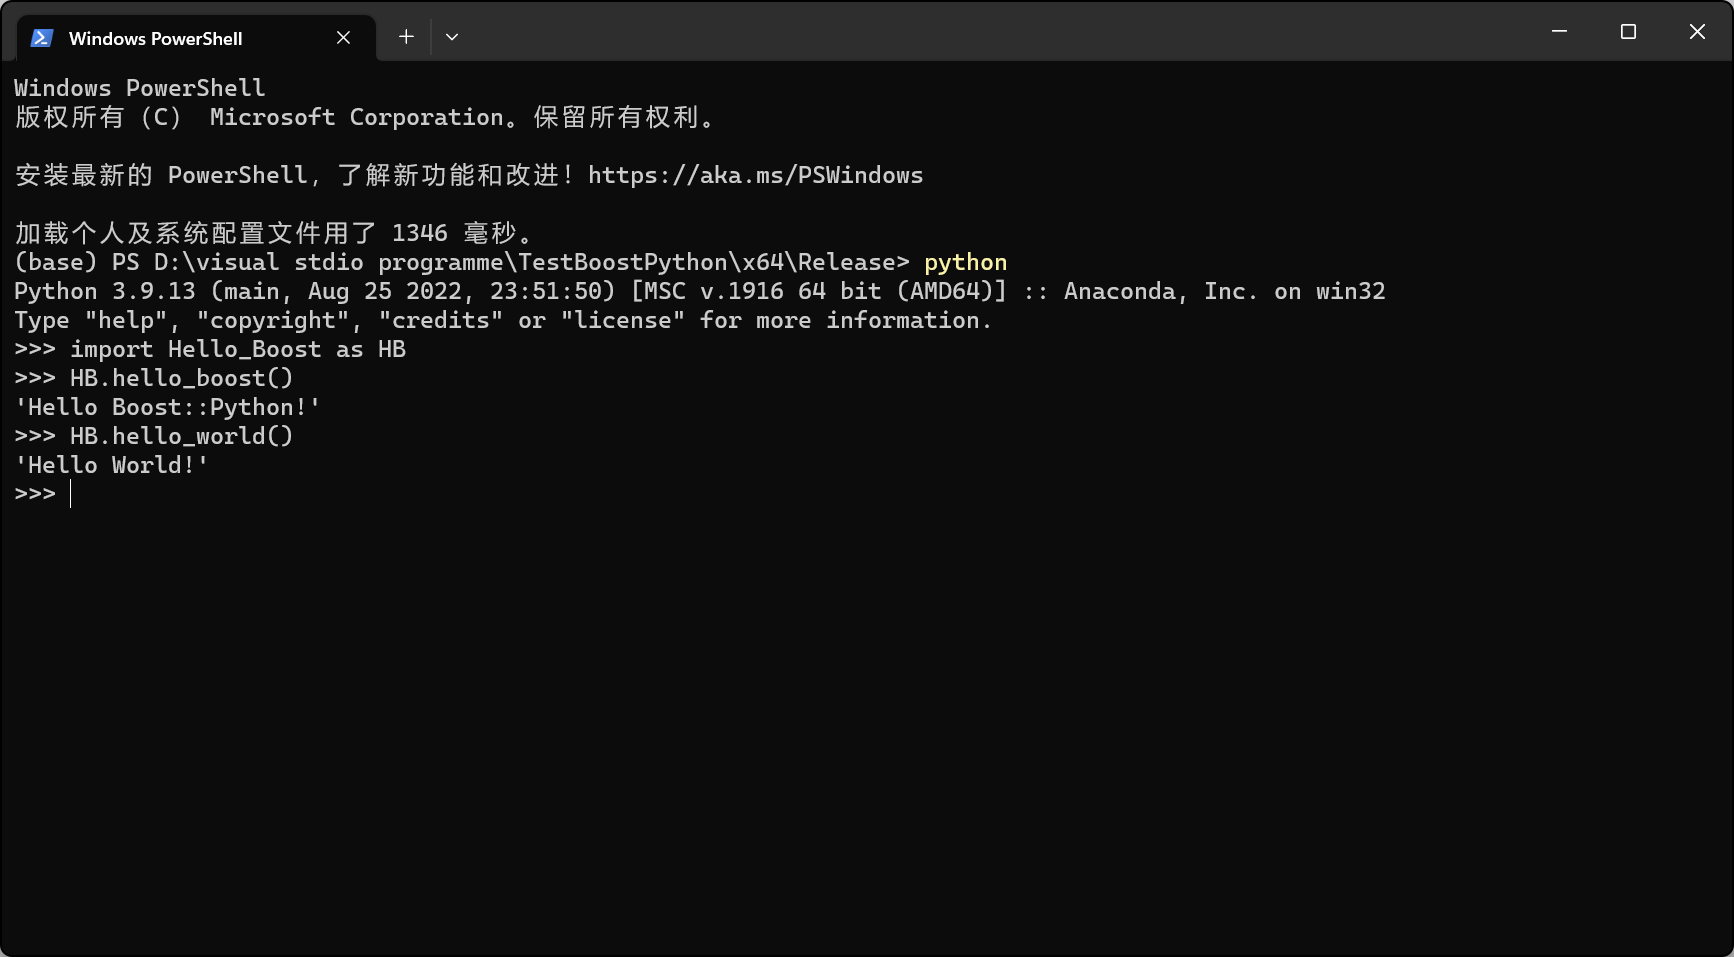 Windows PowerShell
Windows PowerShell
版权所有（C） Microsoft Corporation。保留所有权利。
安装最新的 PowerShell，了解新功能和改进！https://aka.ms/PSWindows
加载个人及系统配置文件用了 1346 毫秒。
(base) PS D:\visual stdio programme\TestBoostPython\x64\Release> python
Python 3.9.13 (main, Aug 25 2022, 23:51:50) [MSC v.1916 64 bit (AMD64)] :: Anaconda, Inc. on win32
Type "help", "copyright", "credits" or "license" for more information.
>>> import Hello_Boost as HB
>>> HB.hello_boost()
'Hello Boost::Python!'
>>> HB.hello_world()
'Hello World!'
>>>